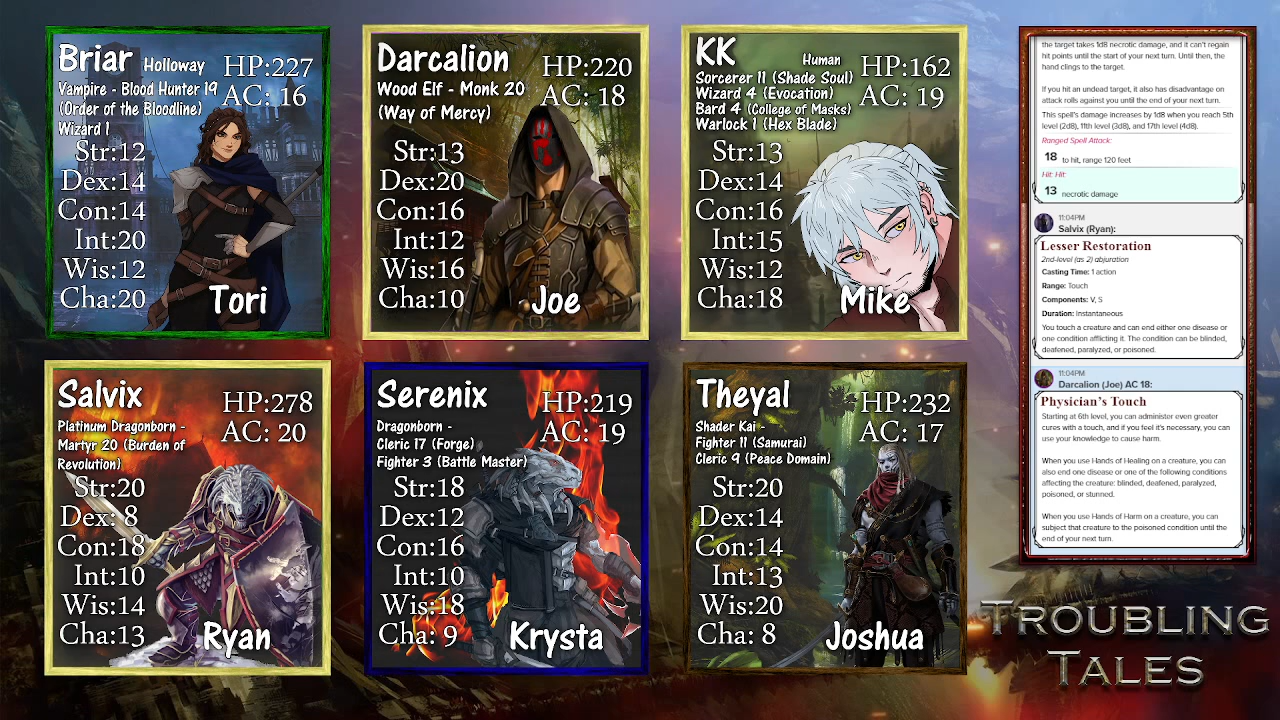 Briar Holloway HP:227
Vampire - Blood Hunter 19 AC: 16
(Order of the Bloodline)
Wizard 1
Str:12
Dex:14
Con:14
Int:20
Wis:12
Cha:20
Tori
Darcalion HP:220
Wood Elf - Monk 20 AC: 18
(Way of Mercy)
Str:13
Dex:20
Con:16
Int:12
Wis:16
Cha:10
Joe
KK Human HP:162
Sorcerer 11 (Shade Soul)
Wizard 4 (Evocation) AC: 19
Bard 4 (College of Masks)
Warlock 1 (Hex Blade)
Str:13
Dex:14
Con:16
Int:15
Wis:12
Cha:18
Mike
Salvix HP:278
Platinum Dragonborn - AC: 20
Martyr 20 (Burden of
Revolution)
Str:20
Dex: 8
Con:18
Int:10
Wis:14
Cha:13
Ryan
Serenix HP:219
Dragonborn - AC: 19
Cleric 17 (Forge)
Fighter 3 (Battle Master)
Str:18
Dex:12
Con:16
Int:10
Wis:18
Cha: 9
Krysta
Theyal HP:232
Shader Kai - AC: 17
Fighter 11 (Samurai)
Cleric 9 (Peace Domain)
Str:20
Dex:14
Con:14
Int:13
Wis:20
Cha: 8
Joshua
the target takes 1d8 necrotic damage, and it can't regain
hit points until the start of your next turn. Until then, the
hand clings to the target.
If you hit an undead target, it also has disadvantage on
attack rolls against you until the end of your next turn.
This spell's damage increases by 1d8 when you reach 5th
level (2d8), 11th level (3d8), and 17th level (4d8).
Ranged Spell Attack:
18 to hit, range 120 feet
Hit: Hit:
13 necrotic damage
11:04PM
Salvix (Ryan):
Lesser Restoration
2nd-level (as 2) abjuration
Casting Time: 1 action
Range: Touch
Components: V, S
Duration: Instantaneous
You touch a creature and can end either one disease or
one condition afflicting it. The condition can be blinded,
deafened, paralyzed, or poisoned.
11:04PM
Darcalion (Joe) AC 18:
Physician's Touch
Starting at 6th level, you can administer even greater
cures with a touch, and if you feel it's necessary, you can
use your knowledge to cause harm.
When you use Hands of Healing on a creature, you can
also end one disease or one of the following conditions
affecting the creature: blinded, deafened, paralyzed,
poisoned, or stunned.
When you use Hands of Harm on a creature, you can
subject that creature to the poisoned condition until the
end of your next turn.
Troubling
Tales